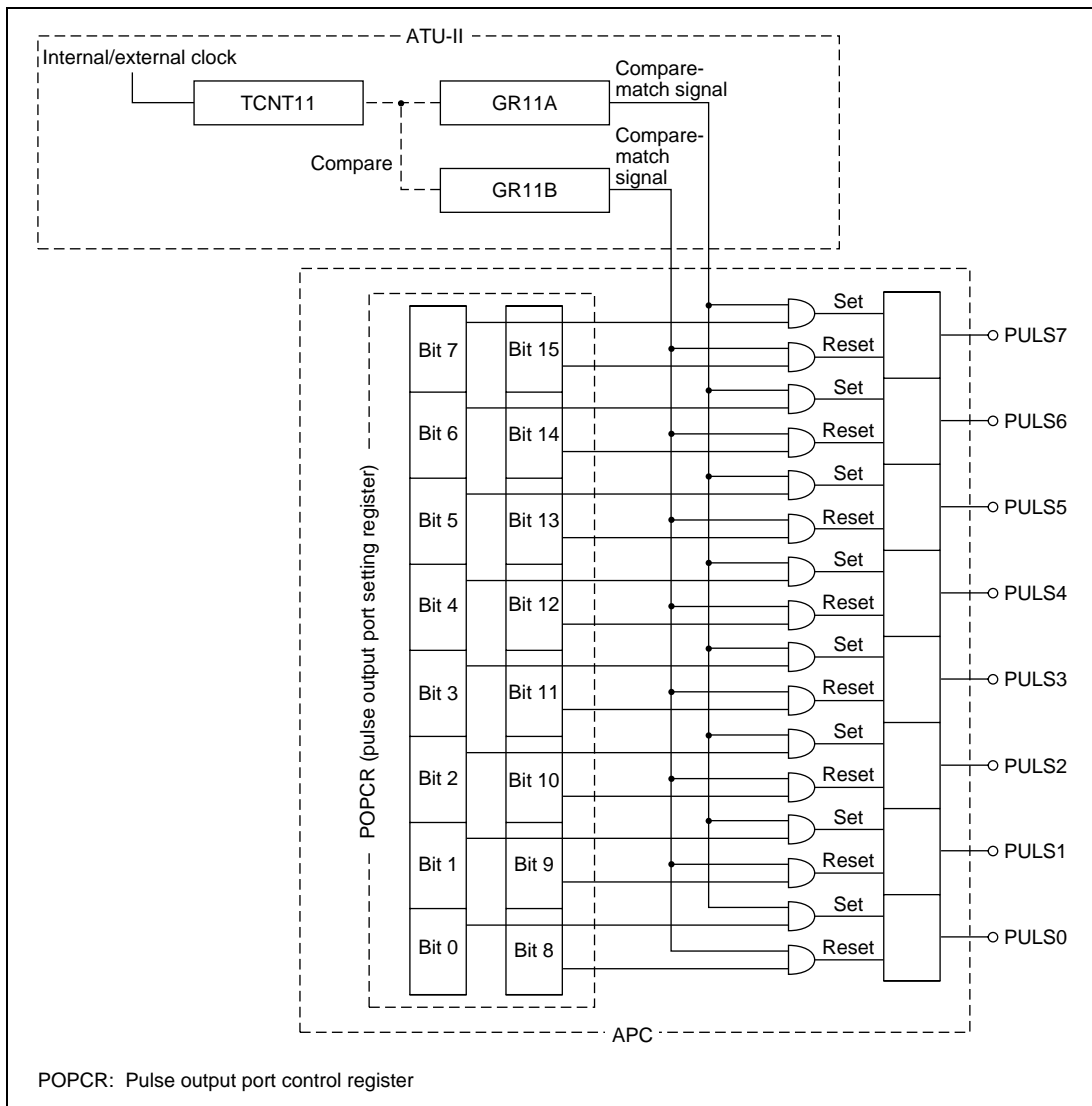 ATU-II
Internal/external clock
TCNT11
GR11A
Compare-
match signal
Compare
GR11B
Compare-
match
signal
POPCR (pulse output port setting register)
Bit 7
Bit 15
Set
Reset
PULS7
Bit 6
Bit 14
Set
Reset
PULS6
Bit 5
Bit 13
Set
Reset
PULS5
Bit 4
Bit 12
Set
Reset
PULS4
Bit 3
Bit 11
Set
Reset
PULS3
Bit 2
Bit 10
Set
Reset
PULS2
Bit 1
Bit 9
Set
Reset
PULS1
Bit 0
Bit 8
Set
Reset
PULS0
APC
POPCR: Pulse output port control register